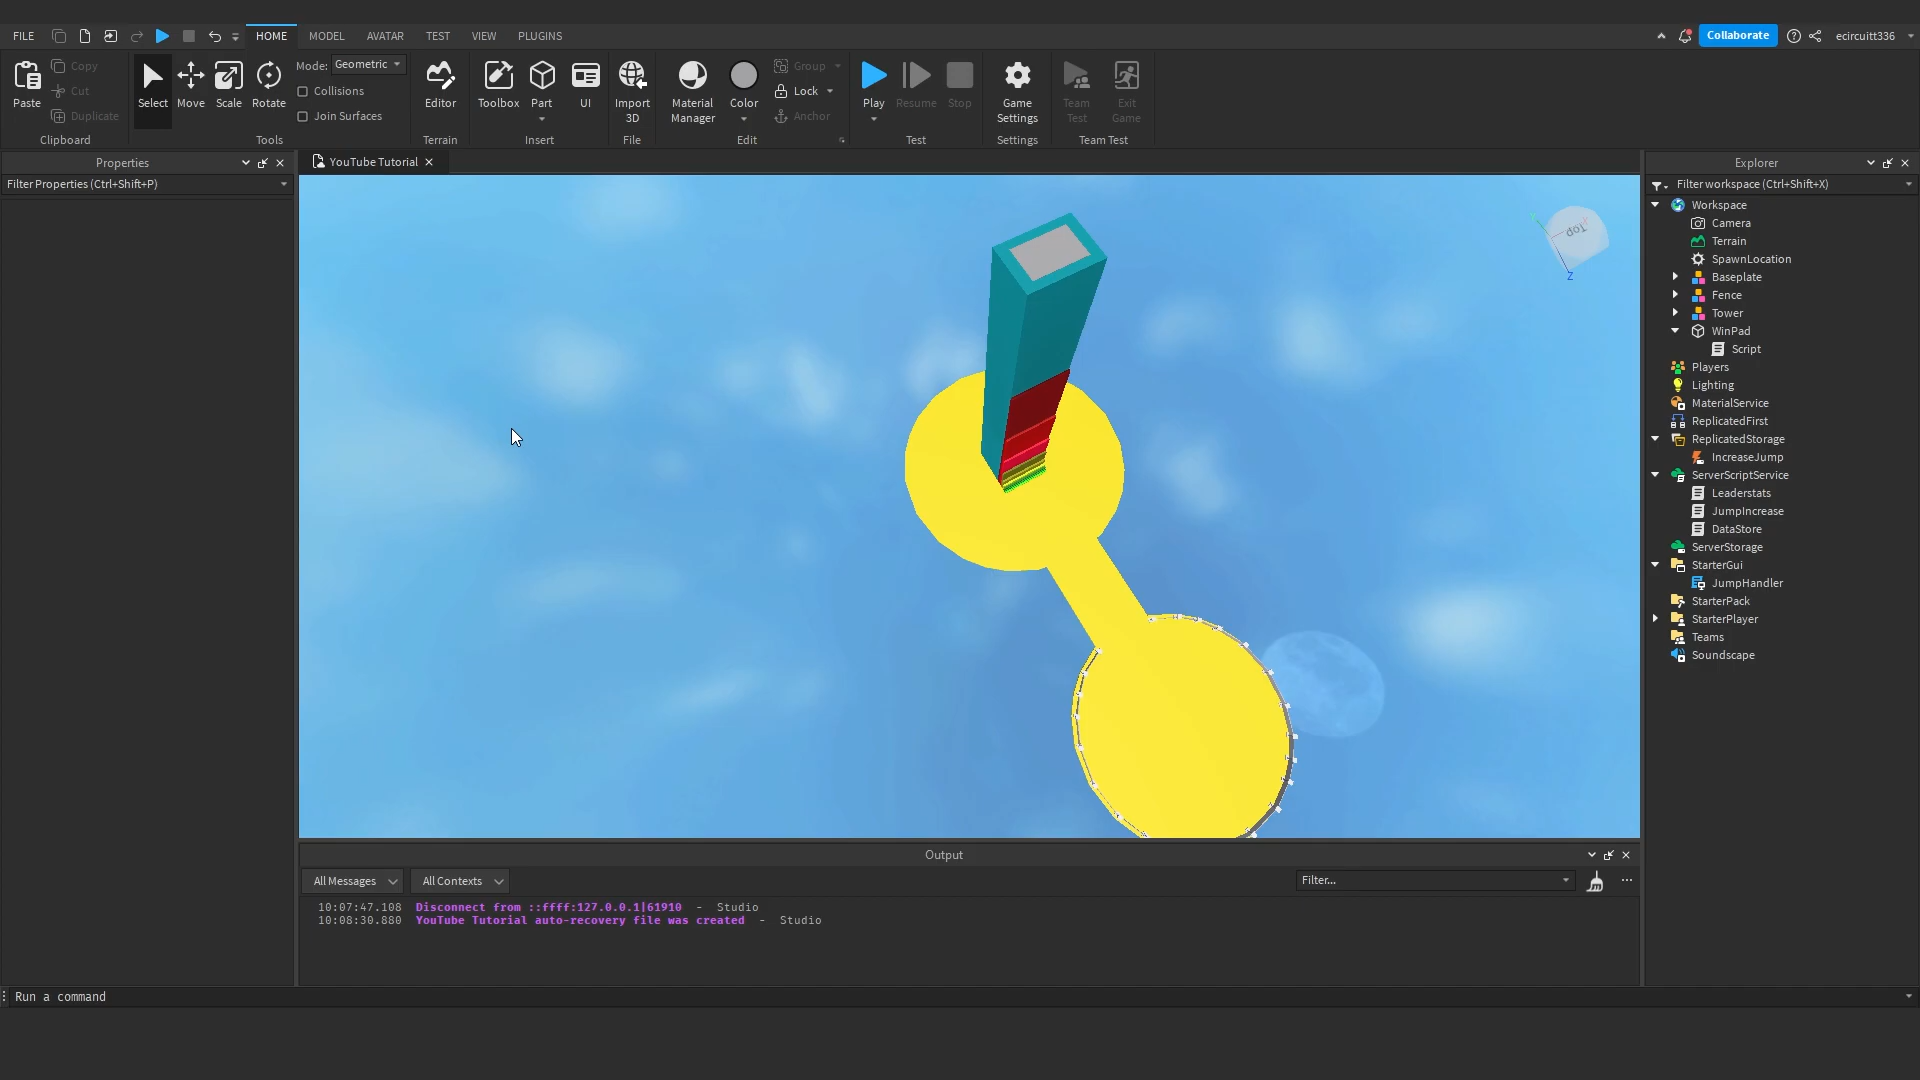 FILE HOME MODEL AVATAR TEST VIEW PLUGINS Collaborate ecircuitt336
Paste
Copy
Cut
Duplicate
Clipboard
Select Move Scale Rotate
Mode: Geometric
Collisions
Join Surfaces
Tools
Editor
Terrain
Toolbox Part UI
Insert
Import
3D
File
Material
Manager
Color
Group
Lock
Anchor
Edit
Play Resume Stop
Test
Game
Settings
Settings
Team
Test
Exit
Game
Team Test
Properties
Filter Properties (Ctrl+Shift+P)
YouTube Tutorial
Top
Z
Explorer
Filter workspace (Ctrl+Shift+X)
Workspace
Camera
Terrain
SpawnLocation
Baseplate
Fence
Tower
WinPad
Script
Players
Lighting
MaterialService
ReplicatedFirst
ReplicatedStorage
IncreaseJump
ServerScriptService
Leaderstats
JumpIncrease
DataStore
ServerStorage
StarterGui
JumpHandler
StarterPack
StarterPlayer
Teams
Soundscape
Output
All Messages All Contexts Filter...
10:07:47.108 Disconnect from ::ffff:127.0.0.1|61910 - Studio
10:08:30.880 YouTube Tutorial auto-recovery file was created - Studio
Run a command